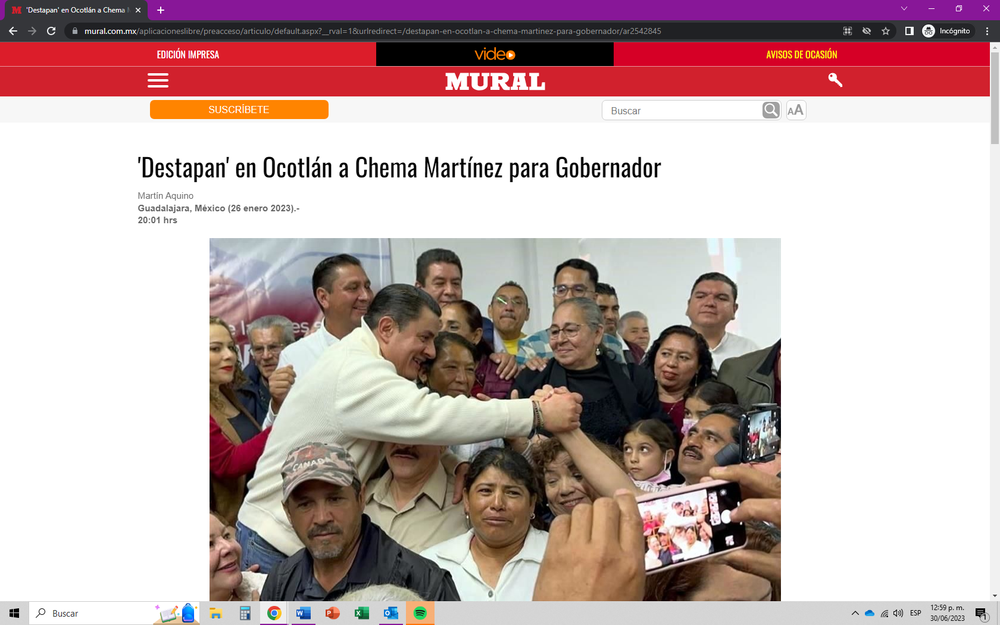 'Destapan' en Ocotlán a Chema M
mural.com.mx/aplicacioneslibre/preacceso/articulo/default.aspx?__rval=1&urlredirect=/destapan-en-ocotlan-a-chema-martinez-para-gobernador/ar2542845
Incógnito
EDICIÓN IMPRESA
video
AVISOS DE OCASIÓN
MURAL
SUSCRÍBETE
Buscar
AA
'Destapan' en Ocotlán a Chema Martínez para Gobernador
Martín Aquino
Guadalajara, México (26 enero 2023).-
20:01 hrs
CANADA
Buscar
ESP
12:59 p. m.
30/06/2023
1